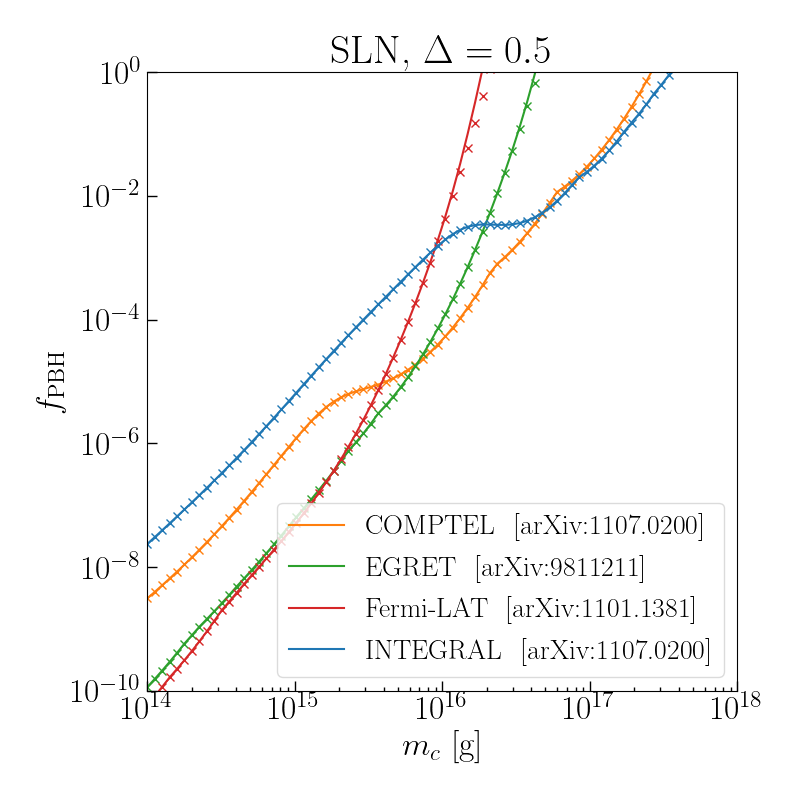 SLN, Δ = 0.5
10^0
10^{-2}
10^{-4}
10^{-6}
10^{-8}
10^{-10}
f_PBH
COMPTEL [arXiv:1107.0200]
EGRET [arXiv:9811211]
Fermi-LAT [arXiv:1101.1381]
INTEGRAL [arXiv:1107.0200]
10^{14} 10^{15} 10^{16} 10^{17} 10^{18}
m_c [g]